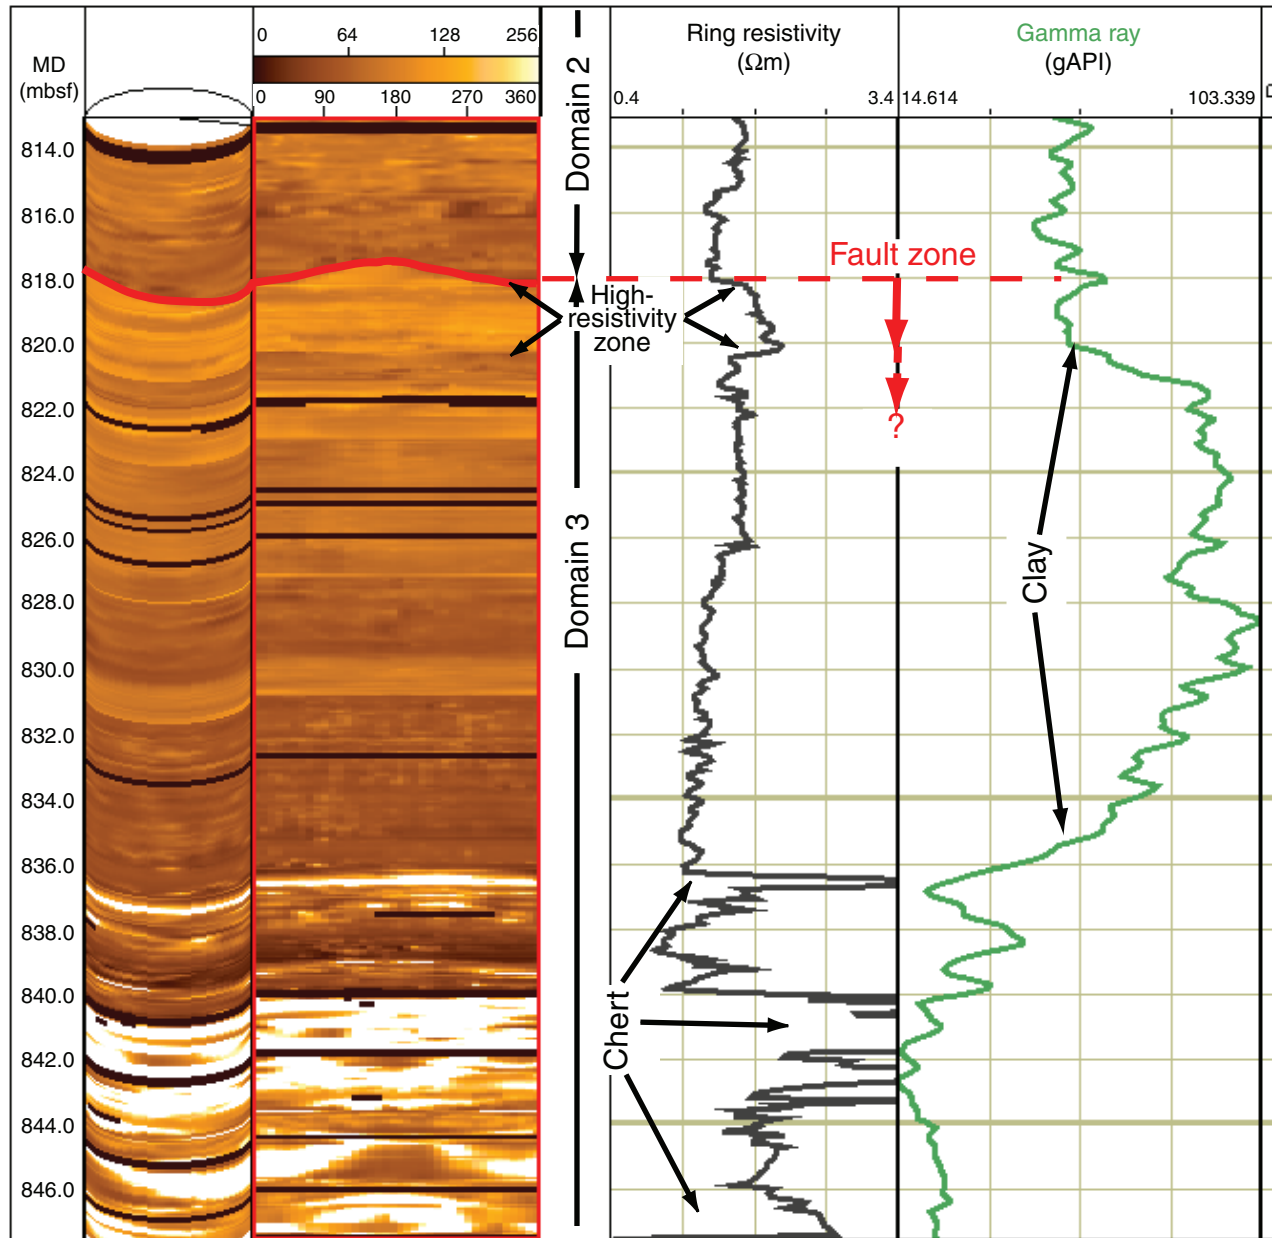 MD
(mbsf)
0 64 128 256
0 90 180 270 360
Domain 2
Ring resistivity
(Ωm)
0.4 3.4
Gamma ray
(gAPI)
14.614 103.339
814.0
816.0
818.0
820.0
822.0
824.0
826.0
828.0
830.0
832.0
834.0
836.0
838.0
840.0
842.0
844.0
846.0
Fault zone
High-
resistivity
zone
?
Domain 3
Clay
Chert